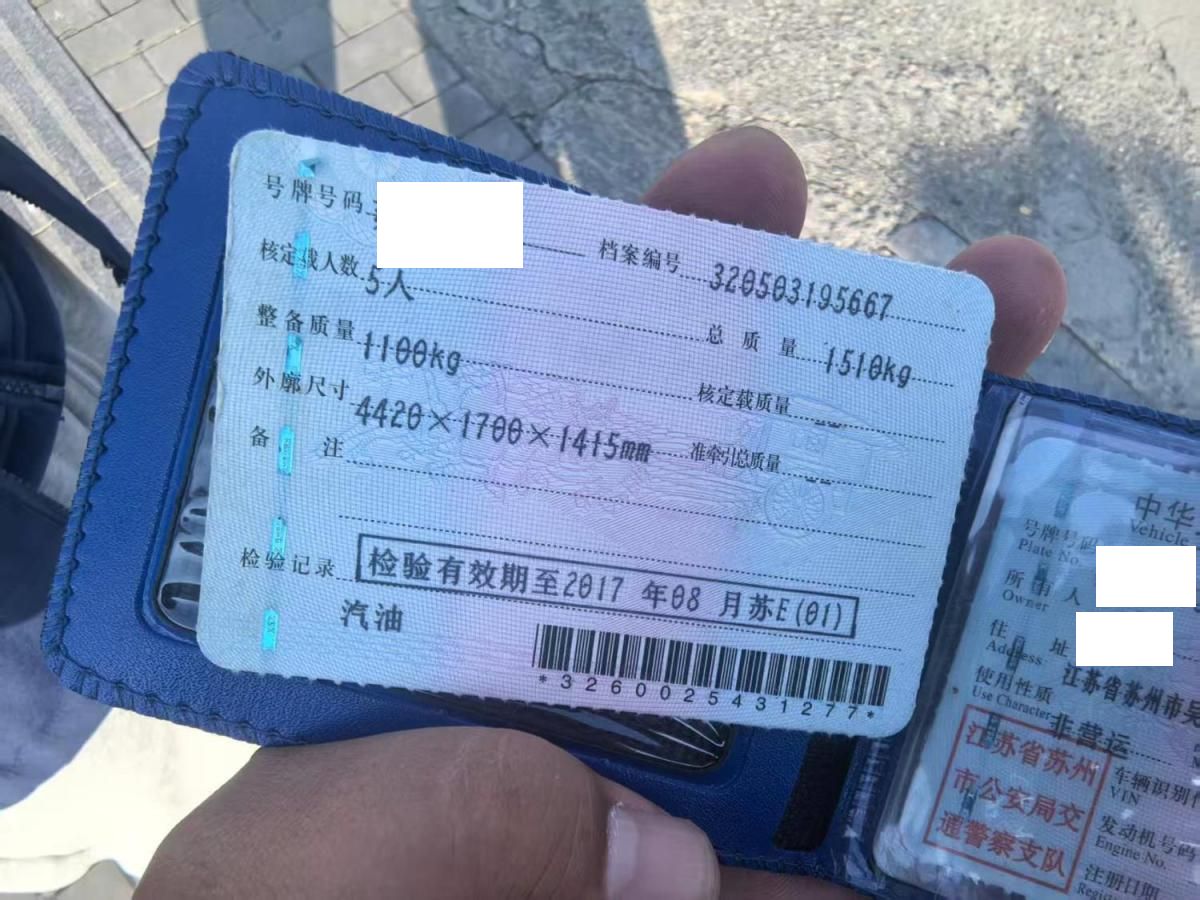 号牌号码
档案编号 320503195667
核定载人数 5人
总质量 1510kg
整备质量 1100kg
核定载质量 --
外廓尺寸 4420×1700×1415mm
准牵引总质量 --
备注
检验记录 检验有效期至2017 年08 月苏E(01)
汽油
*3260025431277*
中华
Vehicle
号牌号码
Plate No.
所有人
Owner
住址
Address
江苏省苏州市吴
使用性质
Use Character
非营运
江苏省苏州
市公安局交
通警察支队
车辆识别
VIN
发动机号码
Engine No.
注册日期